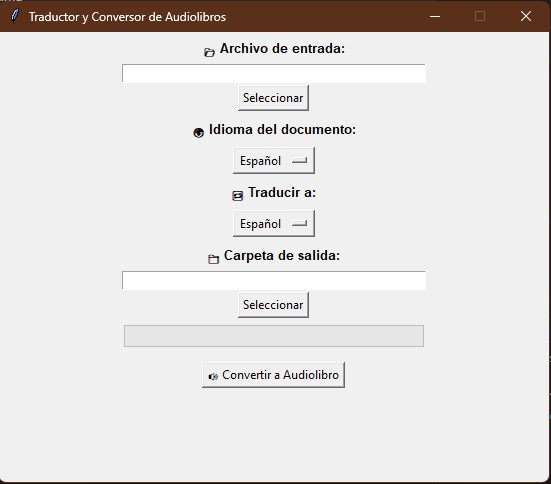 Traductor y Conversor de Audiolibros
Archivo de entrada:
Seleccionar
Idioma del documento:
Español
Traducir a:
Español
Carpeta de salida:
Seleccionar
Convertir a Audiolibro